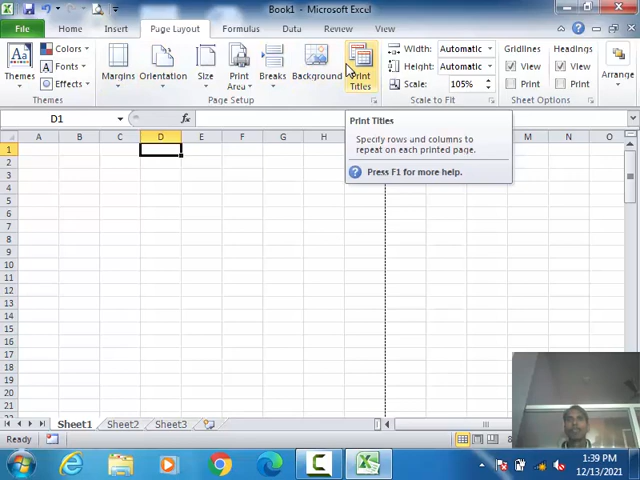 Book1 - Microsoft Excel
File Home Insert Page Layout Formulas Data Review View
Themes Colors Fonts Effects Themes
Margins Orientation Size Print Area Breaks Background Print Titles Page Setup
Width: Automatic
Height: Automatic
Scale: 105%
Scale to Fit
Gridlines Headings
View View
Print Print
Sheet Options
Arrange
D1 fx
Print Titles
Specify rows and columns to
repeat on each printed page.
Press F1 for more help.
A B C D E F G H M N O
1
2
3
4
5
6
7
8
9
10
11
12
13
14
15
16
17
18
19
20
21
Sheet1 Sheet2 Sheet3
Ready
1:39 PM
12/13/2021